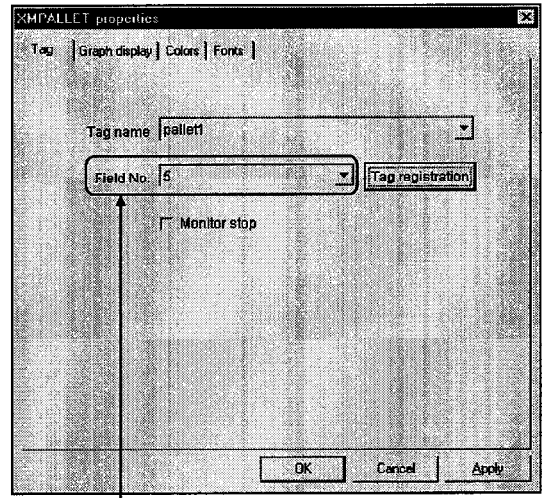 XMPALLET properties
Tag Graph display Colors Fonts
Tag name pallet1
Field No. 5
Tag registration
Monitor stop
OK Cancel Apply